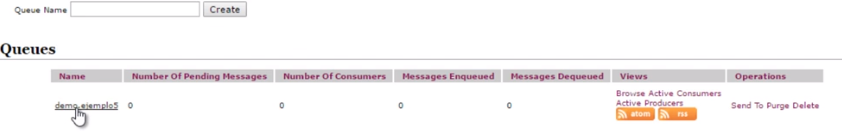 Queue Name Create
Queues
Name Number Of Pending Messages Number Of Consumers Messages Enqueued Messages Dequeued Views Operations
demo.ejemplo5 0 0 0 0 Browse Active Consumers
Active Producers
atom rss
Send To Purge Delete